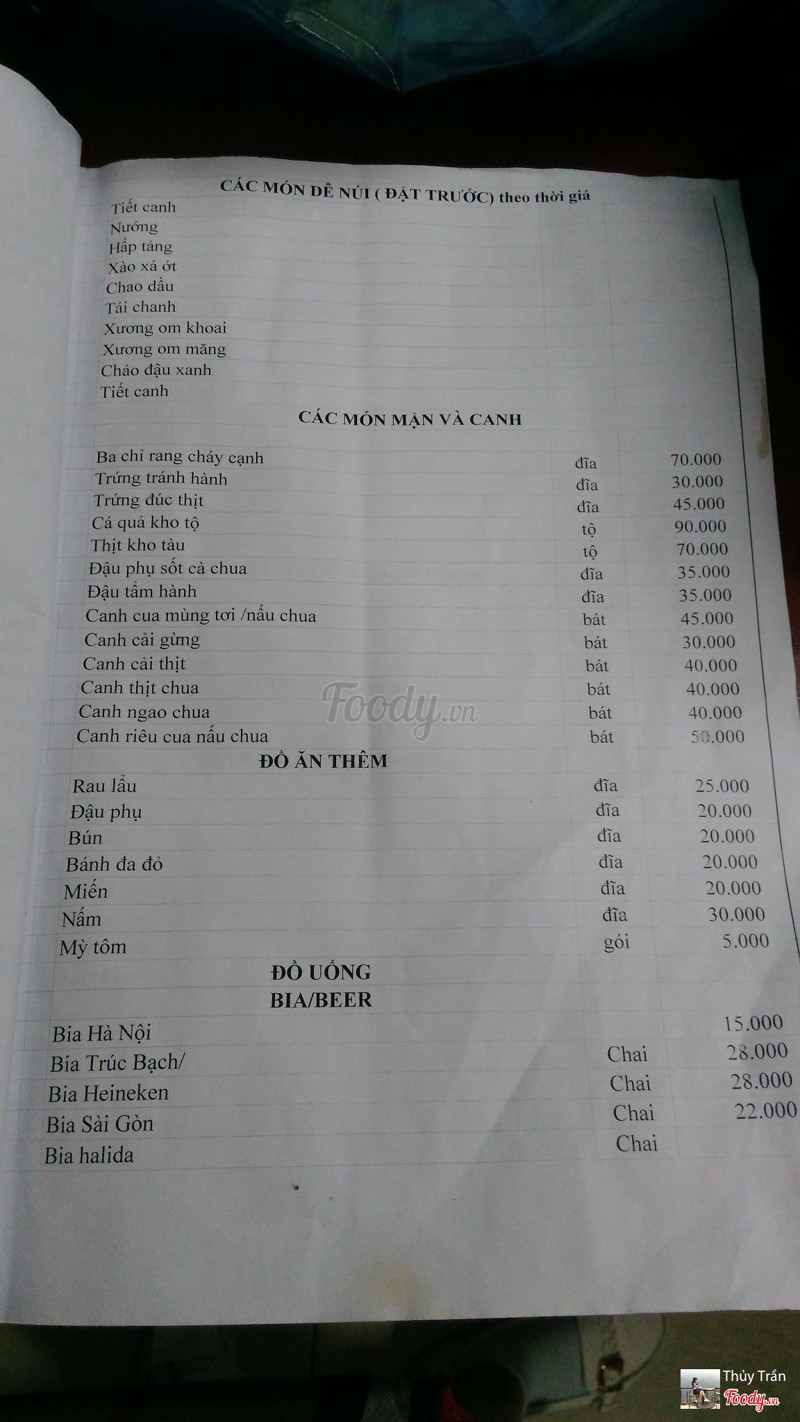 CÁC MÓN DÊ NÚI ( ĐẶT TRƯỚC) theo thời giá
Tiết canh
Nướng
Hấp tảng
Xào xả ớt
Chao dầu
Tái chanh
Xương om khoai
Xương om măng
Cháo đậu xanh
Tiết canh
CÁC MÓN MẶN VÀ CANH
Ba chỉ rang cháy cạnh đĩa 70.000
Trứng tránh hành đĩa 30.000
Trứng đúc thịt đĩa 45.000
Cá quả kho tộ tộ 90.000
Thịt kho tàu tộ 70.000
Đậu phụ sốt cà chua đĩa 35.000
Đậu tẩm hành đĩa 35.000
Canh cua mùng tơi /nấu chua bát 45.000
Canh cải gừng bát 30.000
Canh cải thịt bát 40.000
Canh thịt chua bát 40.000
Canh ngao chua bát 40.000
Canh riêu cua nấu chua bát 50.000
Foody.vn
ĐỒ ĂN THÊM
Rau lẩu đĩa 25.000
Đậu phụ đĩa 20.000
Bún đĩa 20.000
Bánh đa đỏ đĩa 20.000
Miến đĩa 20.000
Nấm đĩa 30.000
Mỳ tôm gói 5.000
ĐỒ UỐNG
BIA/BEER
Bia Hà Nội 15.000
Bia Trúc Bạch/ Chai 28.000
Bia Heineken Chai 28.000
Bia Sài Gòn Chai 22.000
Bia halida Chai
Thủy Trần
Foody.vn